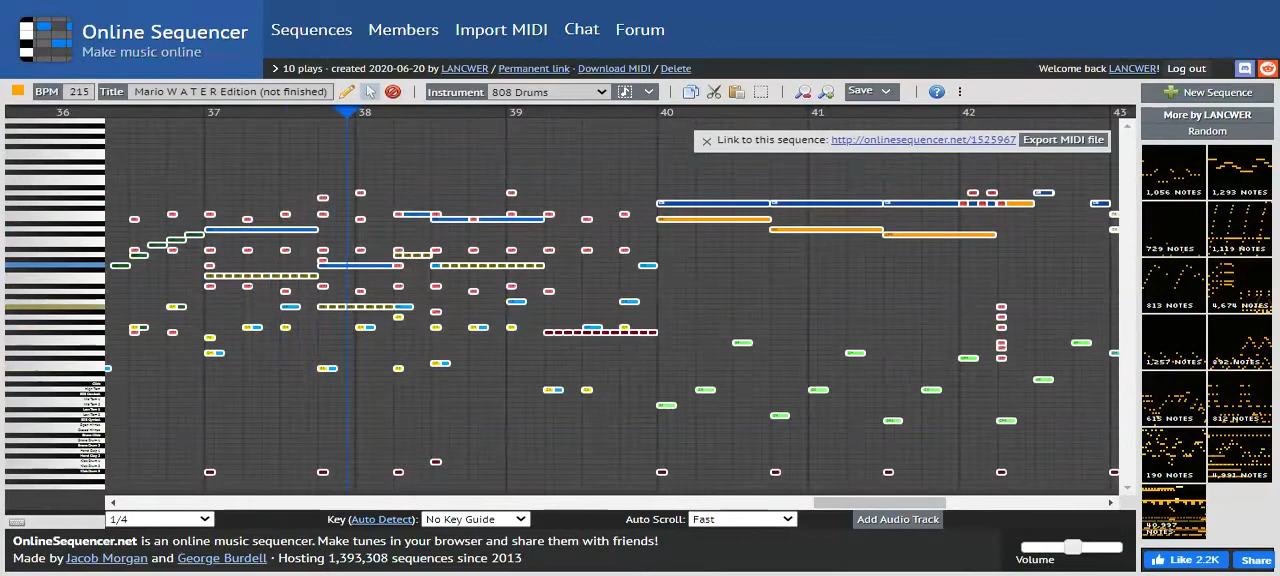 Online Sequencer
Make music online
Sequences Members Import MIDI Chat Forum
10 plays · created 2020-06-20 by LANCWER / Permanent link · Download MIDI / Delete
Welcome back LANCWER! Log out
BPM 215 Title Mario W A T E R Edition (not finished) Instrument 808 Drums Save
New Sequence
36 37 38 39 40 41 42 43
More by LANCWER
Random
Link to this sequence: http://onlinesequencer.net/1525967 Export MIDI file
1,056 NOTES 1,293 NOTES
729 NOTES 1,119 NOTES
813 NOTES 4,674 NOTES
1,257 NOTES 892 NOTES
615 NOTES 812 NOTES
190 NOTES 4,991 NOTES
40,997 NOTES
1/4 Key (Auto Detect): No Key Guide Auto Scroll: Fast Add Audio Track
OnlineSequencer.net is an online music sequencer. Make tunes in your browser and share them with friends!
Made by Jacob Morgan and George Burdell · Hosting 1,393,308 sequences since 2013
Volume
Like 2.2K Share